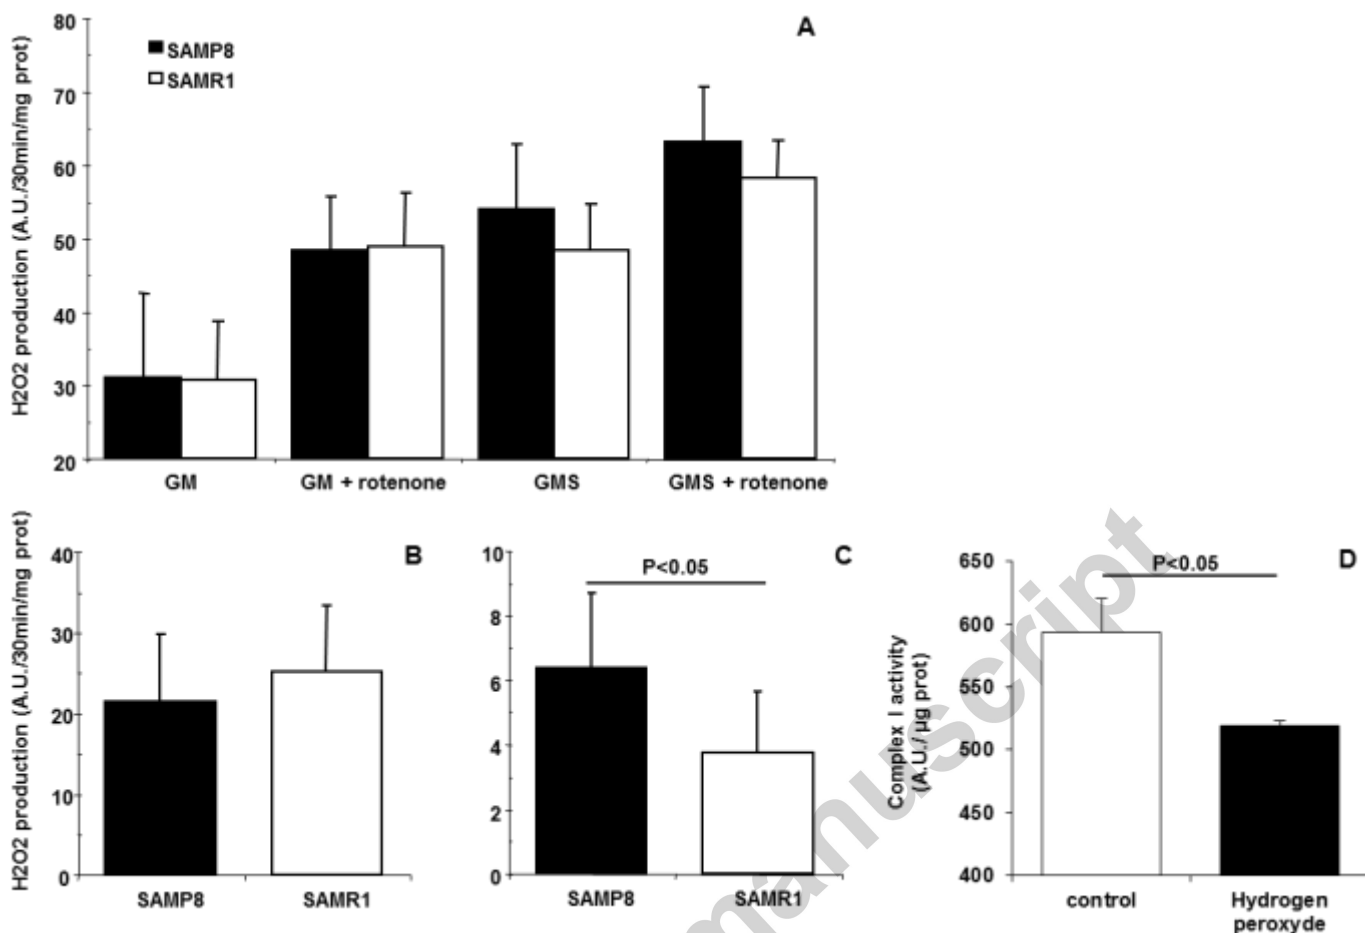 A
SAMP8
SAMR1
H2O2 production (A.U./30min/mg prot)
80
70
60
50
40
30
20
GM
GM + rotenone
GMS
GMS + rotenone
B
H2O2 production (A.U./30min/mg prot)
40
30
20
10
0
SAMP8
SAMR1
C
P<0.05
10
8
6
4
2
0
SAMP8
SAMR1
D
P<0.05
Complex I activity
(A.U./ µg prot)
650
600
550
500
450
400
control
Hydrogen
peroxyde
manuscript